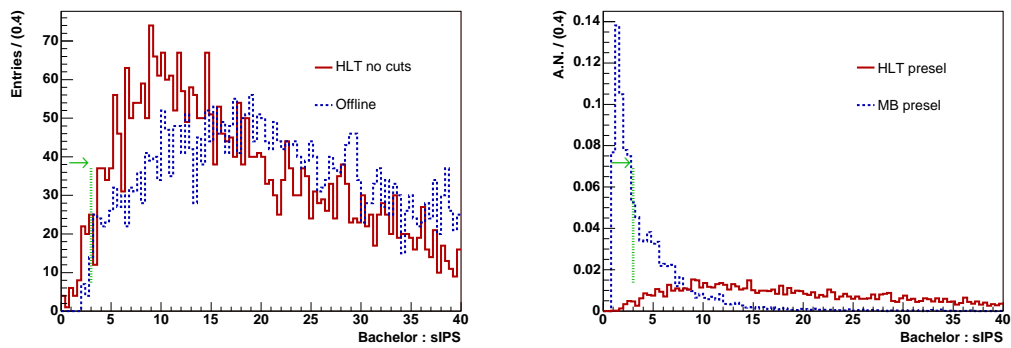 Entries / (0.4)
70
60
50
40
30
20
10
0
HLT no cuts
Offline
0 5 10 15 20 25 30 35 40
Bachelor : sIPS
A.N. / (0.4)
0.14
0.12
0.1
0.08
0.06
0.04
0.02
0
HLT presel
MB presel
0 5 10 15 20 25 30 35 40
Bachelor : sIPS